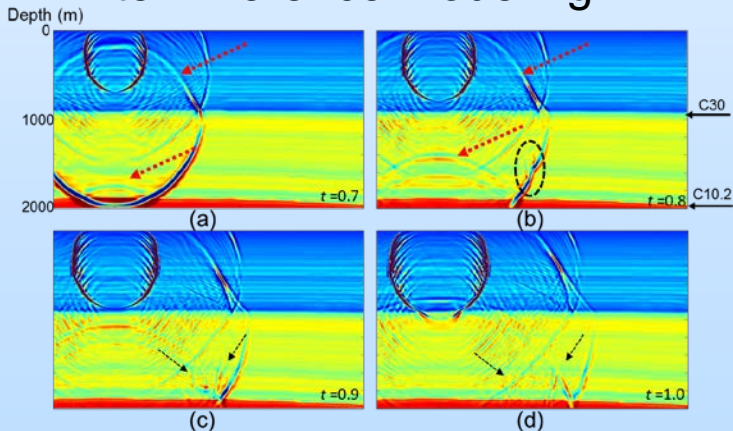 Depth (m)
0
1000
2000
t=0.7
(a)
t=0.8
(b)
C30
C10.2
t=0.9
(c)
t=1.0
(d)